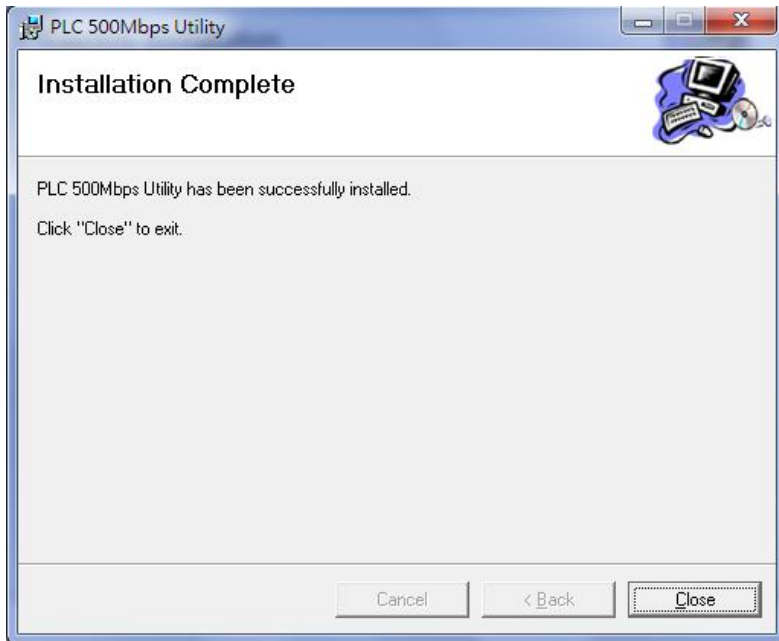 PLC 500Mbps Utility
Installation Complete
PLC 500Mbps Utility has been successfully installed.
Click "Close" to exit.
Cancel
< Back
Close